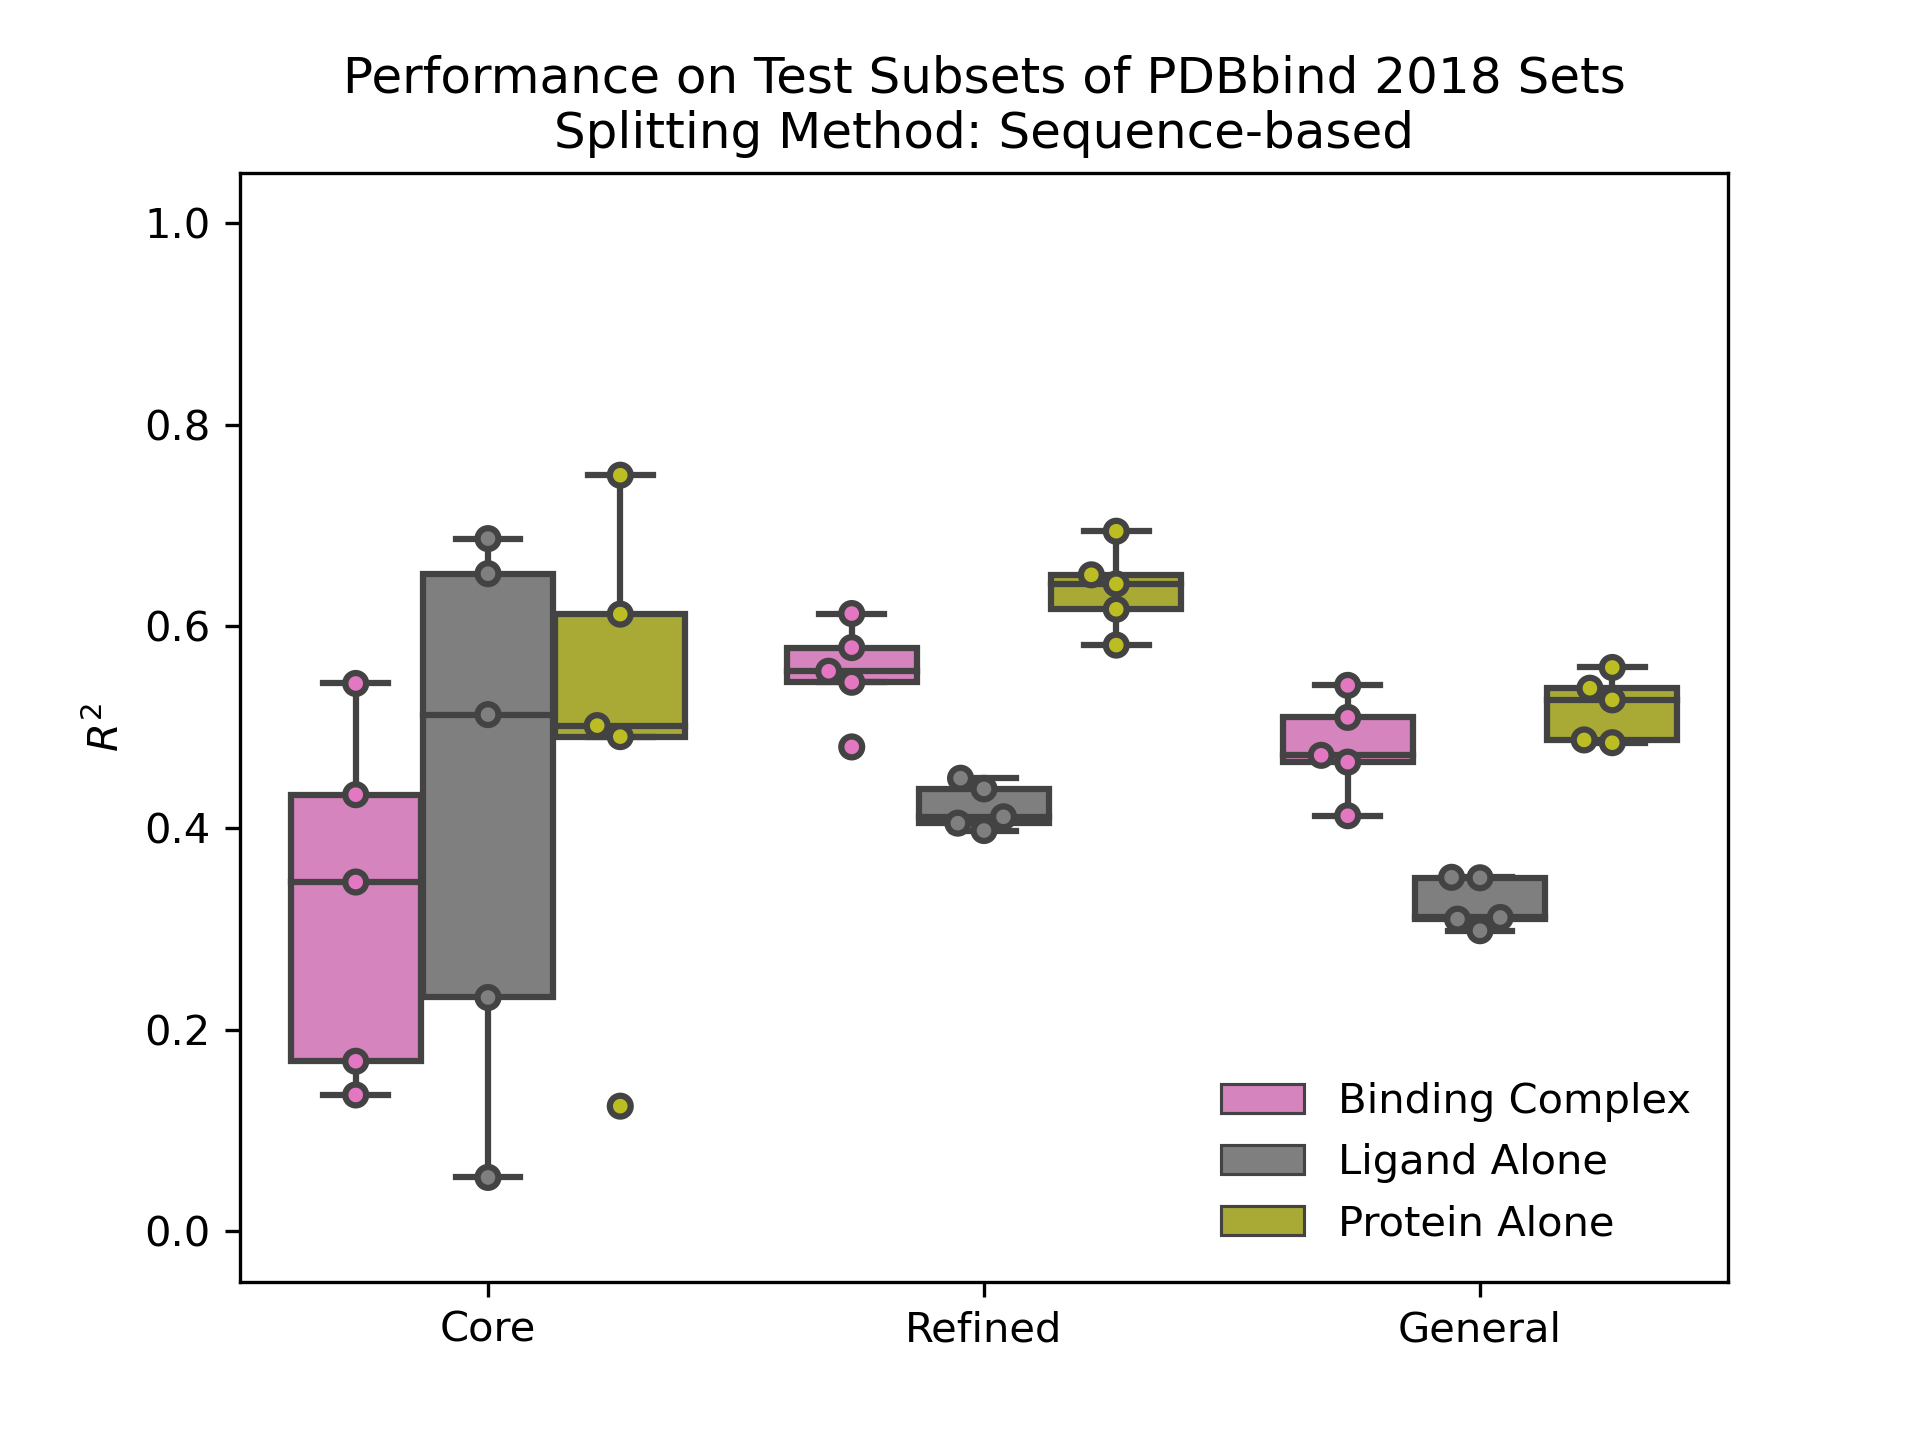 Performance on Test Subsets of PDBbind 2018 Sets
Splitting Method: Sequence-based
1.0
0.8
0.6
0.4
0.2
0.0
R²
Core
Refined
General
Binding Complex
Ligand Alone
Protein Alone